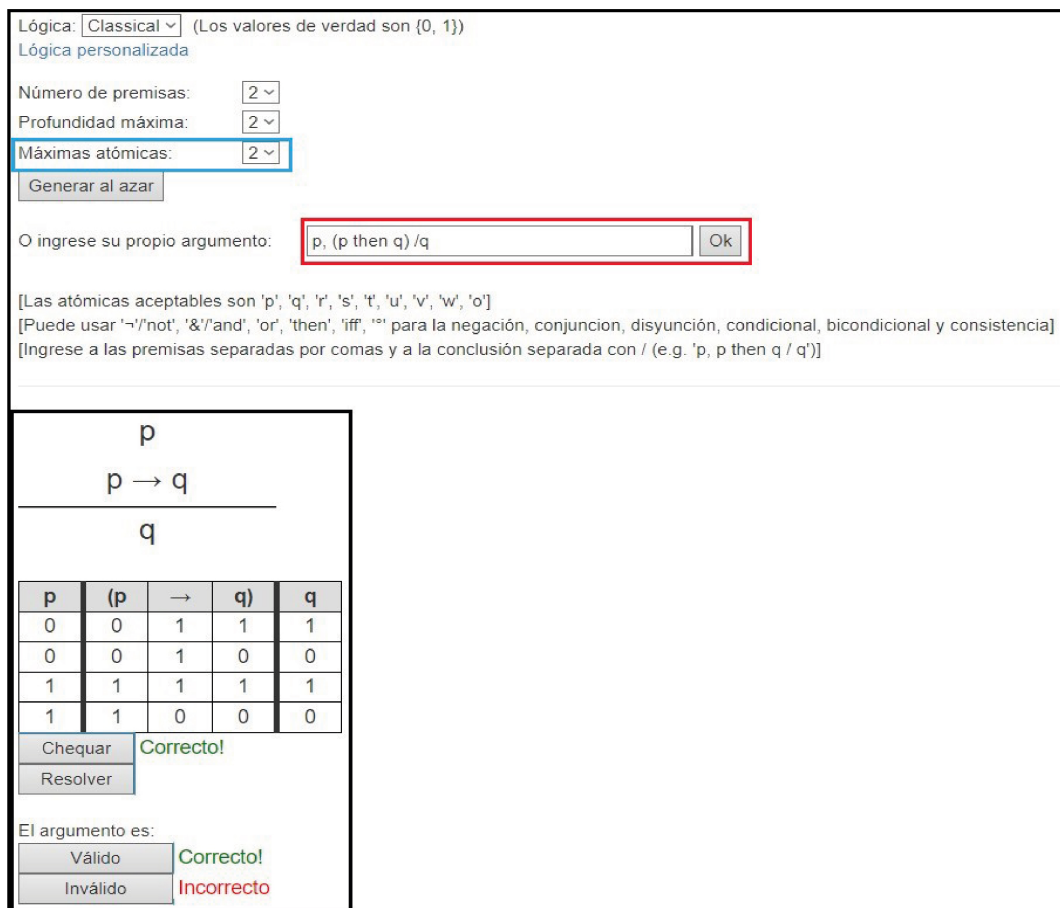 Lógica: Classical (Los valores de verdad son {0, 1})
Lógica personalizada
Número de premisas: 2
Profundidad máxima: 2
Máximas atómicas: 2
Generar al azar
O ingrese su propio argumento: p, (p then q) /q Ok
[Las atómicas aceptables son 'p', 'q', 'r', 's', 't', 'u', 'v', 'w', 'o']
[Puede usar '¬'/'not', '&'/'and', 'or', 'then', 'iff', '°' para la negación, conjuncion, disyunción, condicional, bicondicional y consistencia]
[Ingrese a las premisas separadas por comas y a la conclusión separada con / (e.g. 'p, p then q / q')]
p
p → q
q
p (p → q) q
0 0 1 1 1
0 0 1 0 0
1 1 1 1 1
1 1 0 0 0
Chequar Correcto!
Resolver
El argumento es:
Válido Correcto!
Inválido Incorrecto